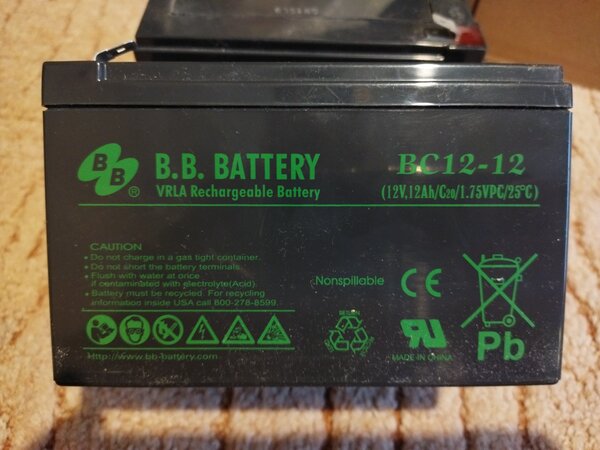 BB
®
B.B. BATTERY
VRLA Rechargeable Battery
BC12-12
(12V,12Ah/C20/1.75VPC/25°C)
CAUTION
• Do not charge in a gas tight container.
• Do not short the battery terminals.
• Flush with water at once
if contaminated with electrolyte(Acid).
• Battery must be recycled. For recycling
information inside USA call 800-278-8599.
Http://www.bb-battery.com
Nonspillable
CE
RU
MADE IN CHINA
Pb